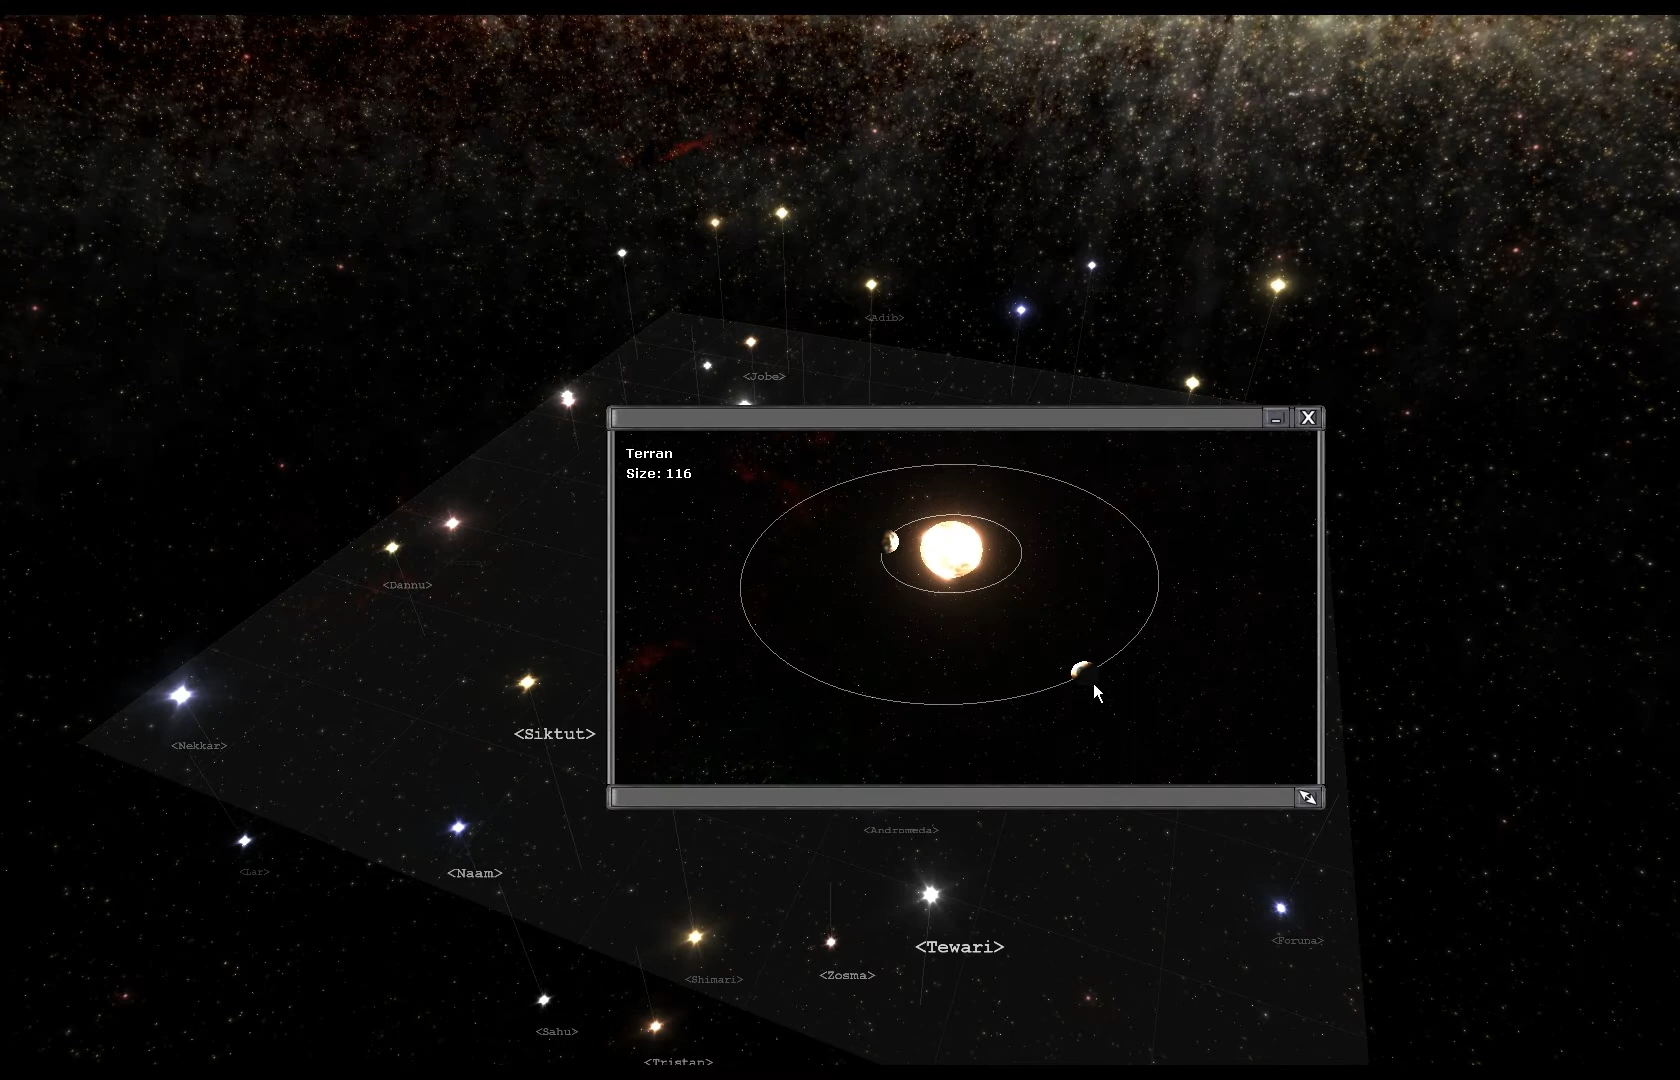 <Adib>
<Jobe>
Terran
Size: 116
<Dannu>
<Siktut>
<Nekkar>
<Andromeda>
<Lar>
<Naam>
<Foruna>
<Tewari>
<Zosma>
<Shimari>
<Sahu>
<Tristan>